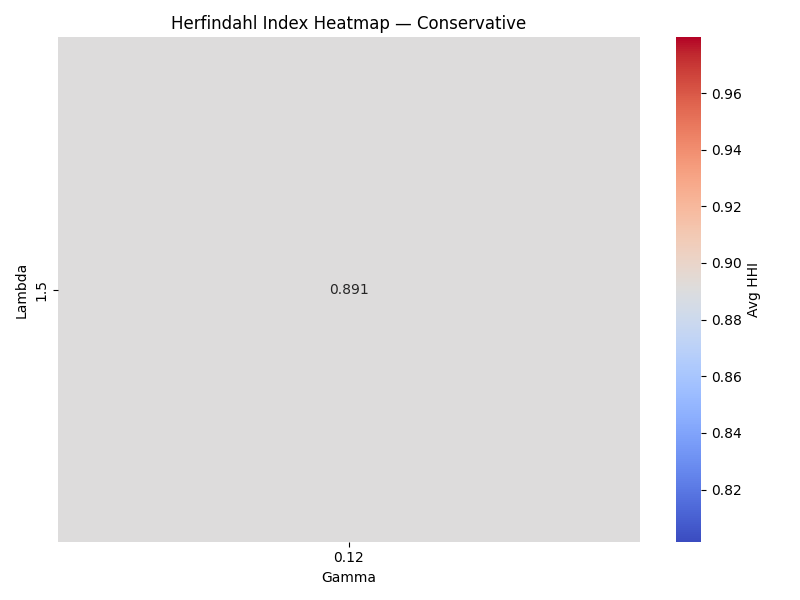 Herfindahl Index Heatmap — Conservative
Lambda
1.5
0.891
0.12
Gamma
0.96
0.94
0.92
0.90
0.88
0.86
0.84
0.82
Avg HHI